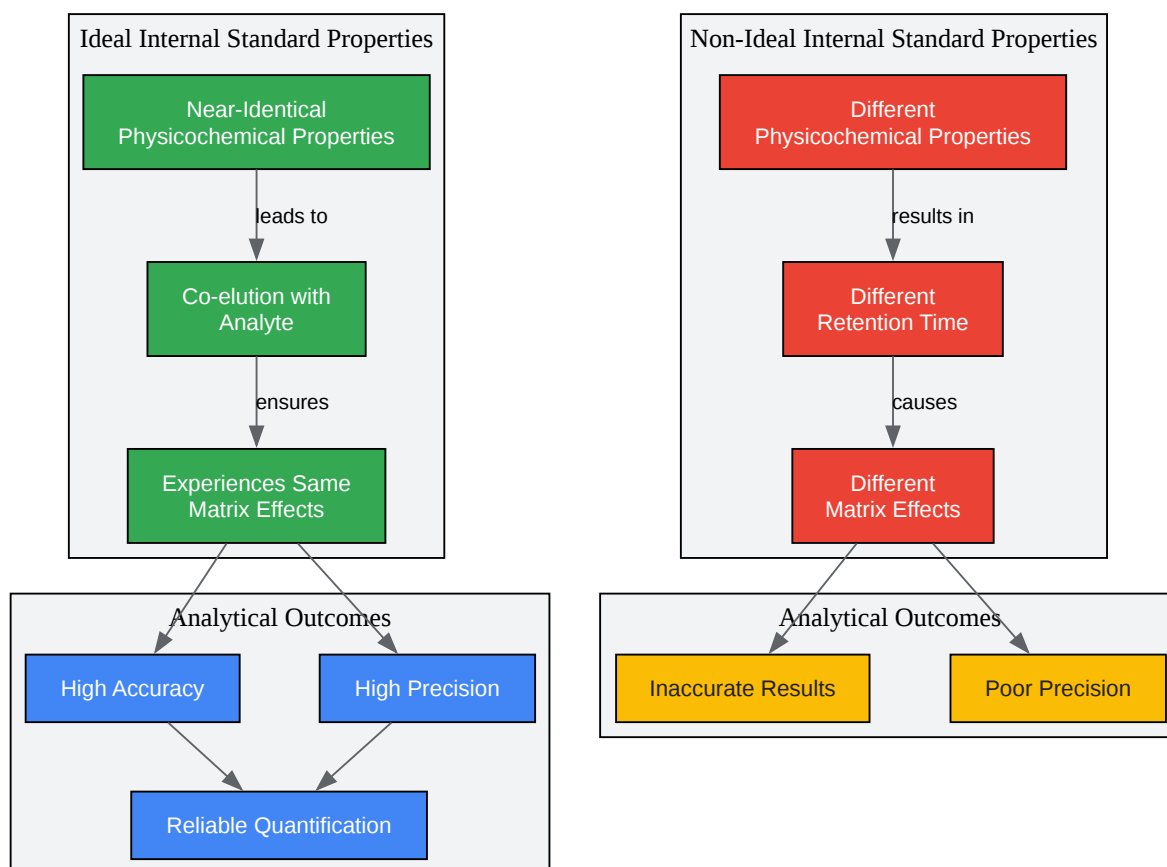 Ideal Internal Standard Properties
Near-Identical
Physicochemical Properties
leads to
Co-elution with
Analyte
ensures
Experiences Same
Matrix Effects
Analytical Outcomes
High Accuracy
High Precision
Reliable Quantification
Non-Ideal Internal Standard Properties
Different
Physicochemical Properties
results in
Different
Retention Time
causes
Different
Matrix Effects
Analytical Outcomes
Inaccurate Results
Poor Precision